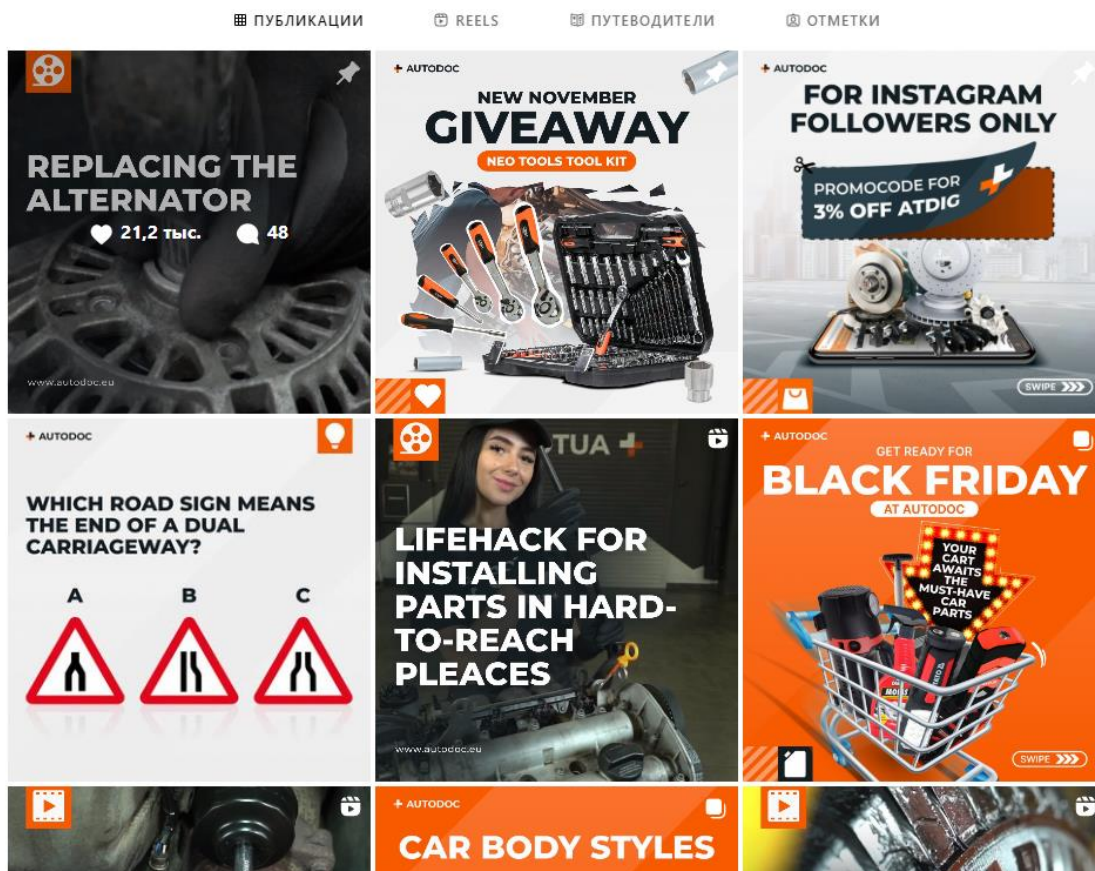 ПУБЛИКАЦИИ
REELS
ПУТЕВОДИТЕЛИ
ОТМЕТКИ
REPLACING THE
ALTERNATOR
21,2 тыс.
48
www.autodoc.eu
AUTODOC
NEW NOVEMBER
GIVEAWAY
NEO TOOLS TOOL KIT
AUTODOC
FOR INSTAGRAM
FOLLOWERS ONLY
PROMOCODE FOR
3% OFF ATDIG
SWIPE
AUTODOC
WHICH ROAD SIGN MEANS
THE END OF A DUAL
CARRIAGEWAY?
A
B
C
TUA
LIFEHACK FOR
INSTALLING
PARTS IN HARD-
TO-REACH
PLEACES
www.autodoc.eu
AUTODOC
GET READY FOR
BLACK FRIDAY
AT AUTODOC
YOUR
CART
AWAITS
THE
MUST-HAVE
CAR
PARTS
SWIPE
AUTODOC
CAR BODY STYLES